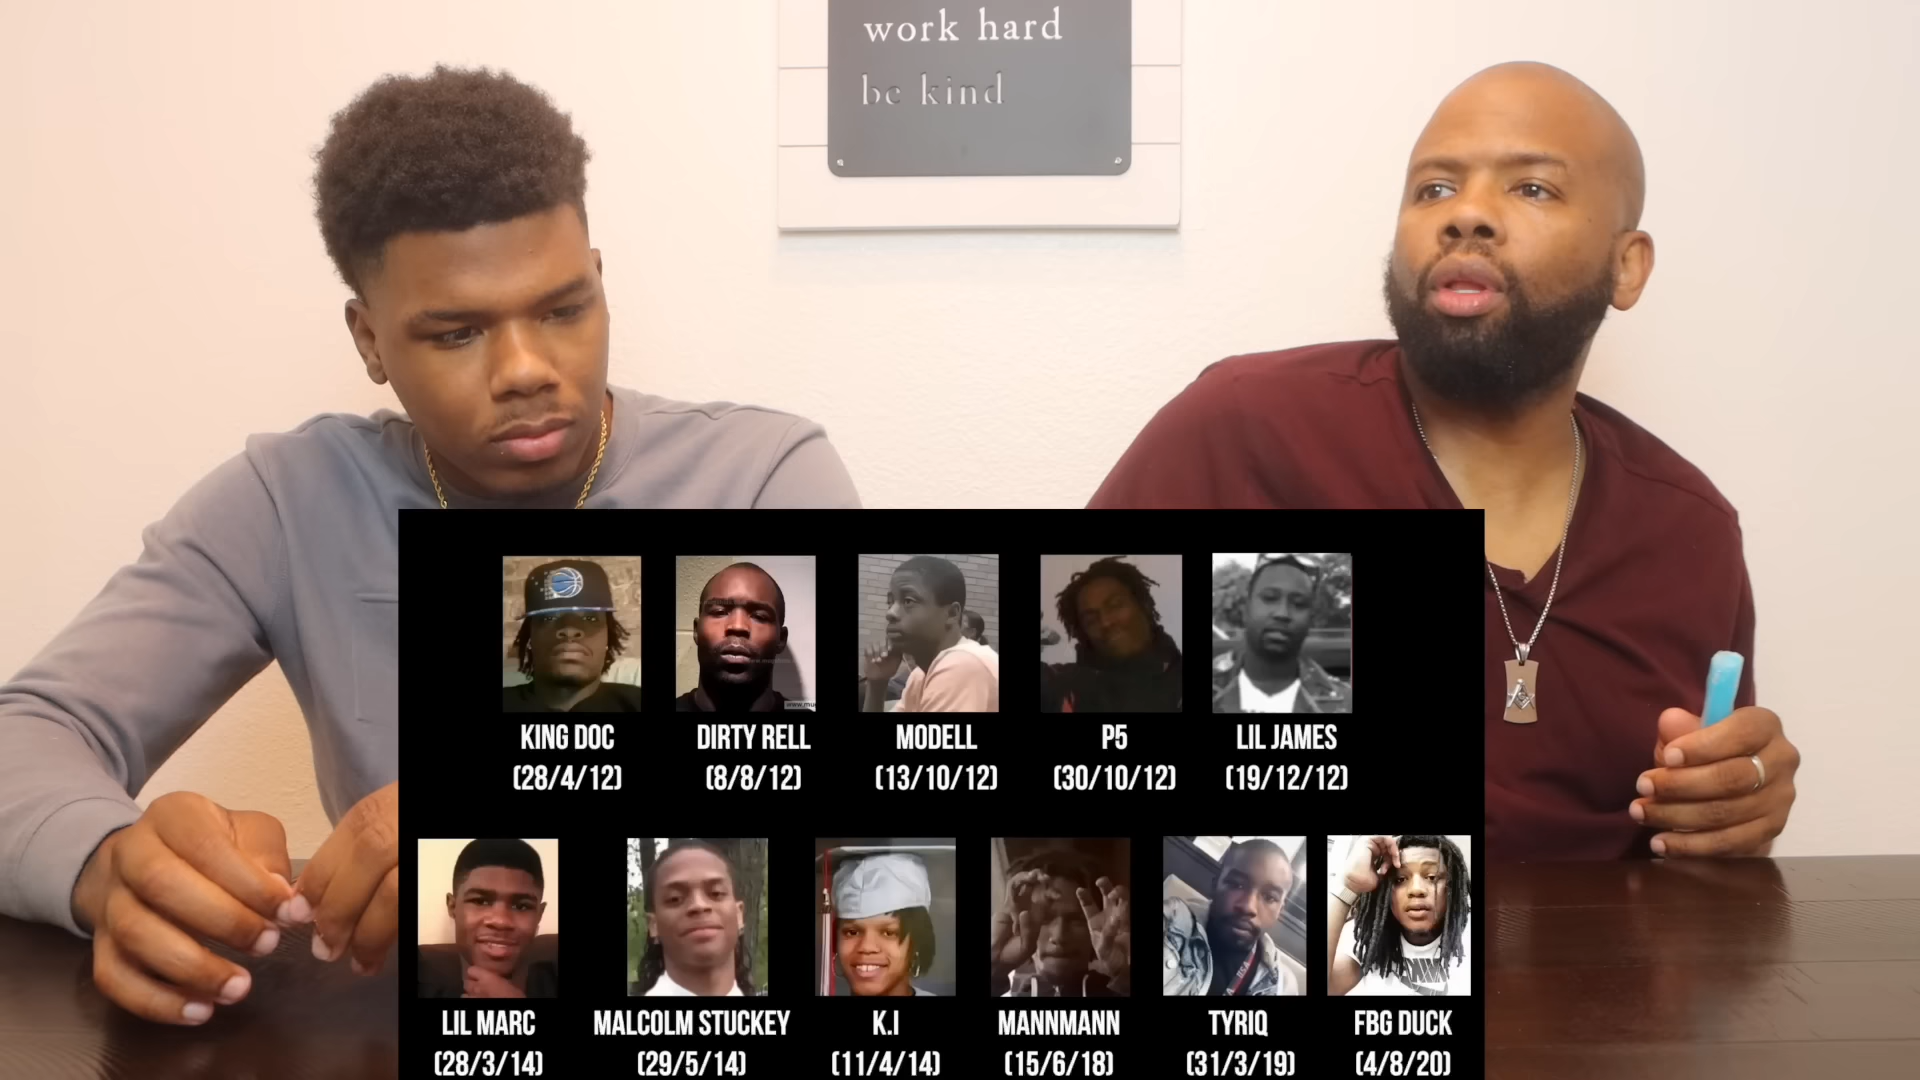 work hard
be kind
KING DOC
(28/4/12)
DIRTY RELL
(8/8/12)
MODELL
(13/10/12)
P5
(30/10/12)
LIL JAMES
(19/12/12)
LIL MARC
(28/3/14)
MALCOLM STUCKEY
(29/5/14)
K.I
(11/4/14)
MANNMANN
(15/6/18)
TYRIQ
(31/3/19)
FBG DUCK
(4/8/20)